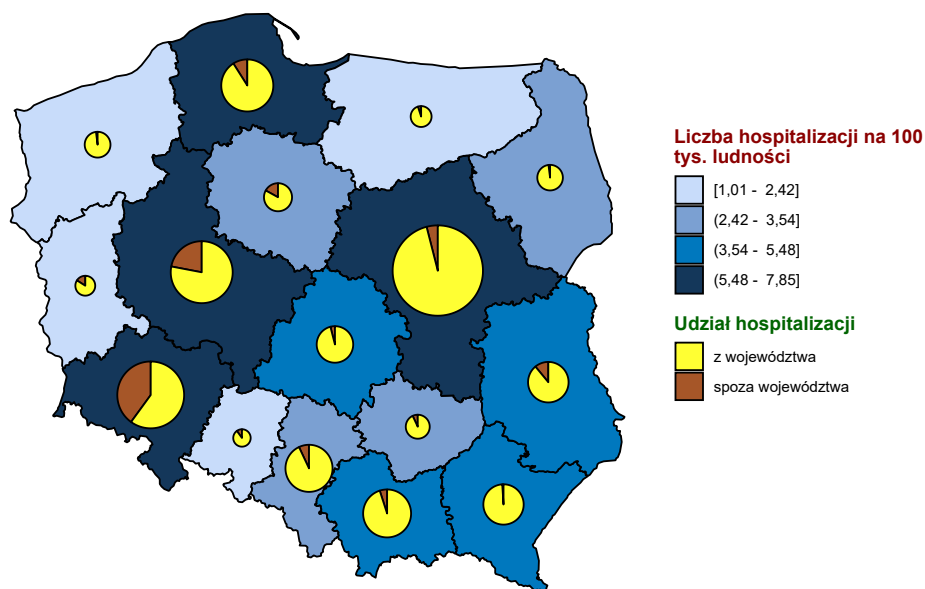 Liczba hospitalizacji na 100
tys. ludności
[1,01 - 2,42]
(2,42 - 3,54]
(3,54 - 5,48]
(5,48 - 7,85]
Udział hospitalizacji
z województwa
spoza województwa